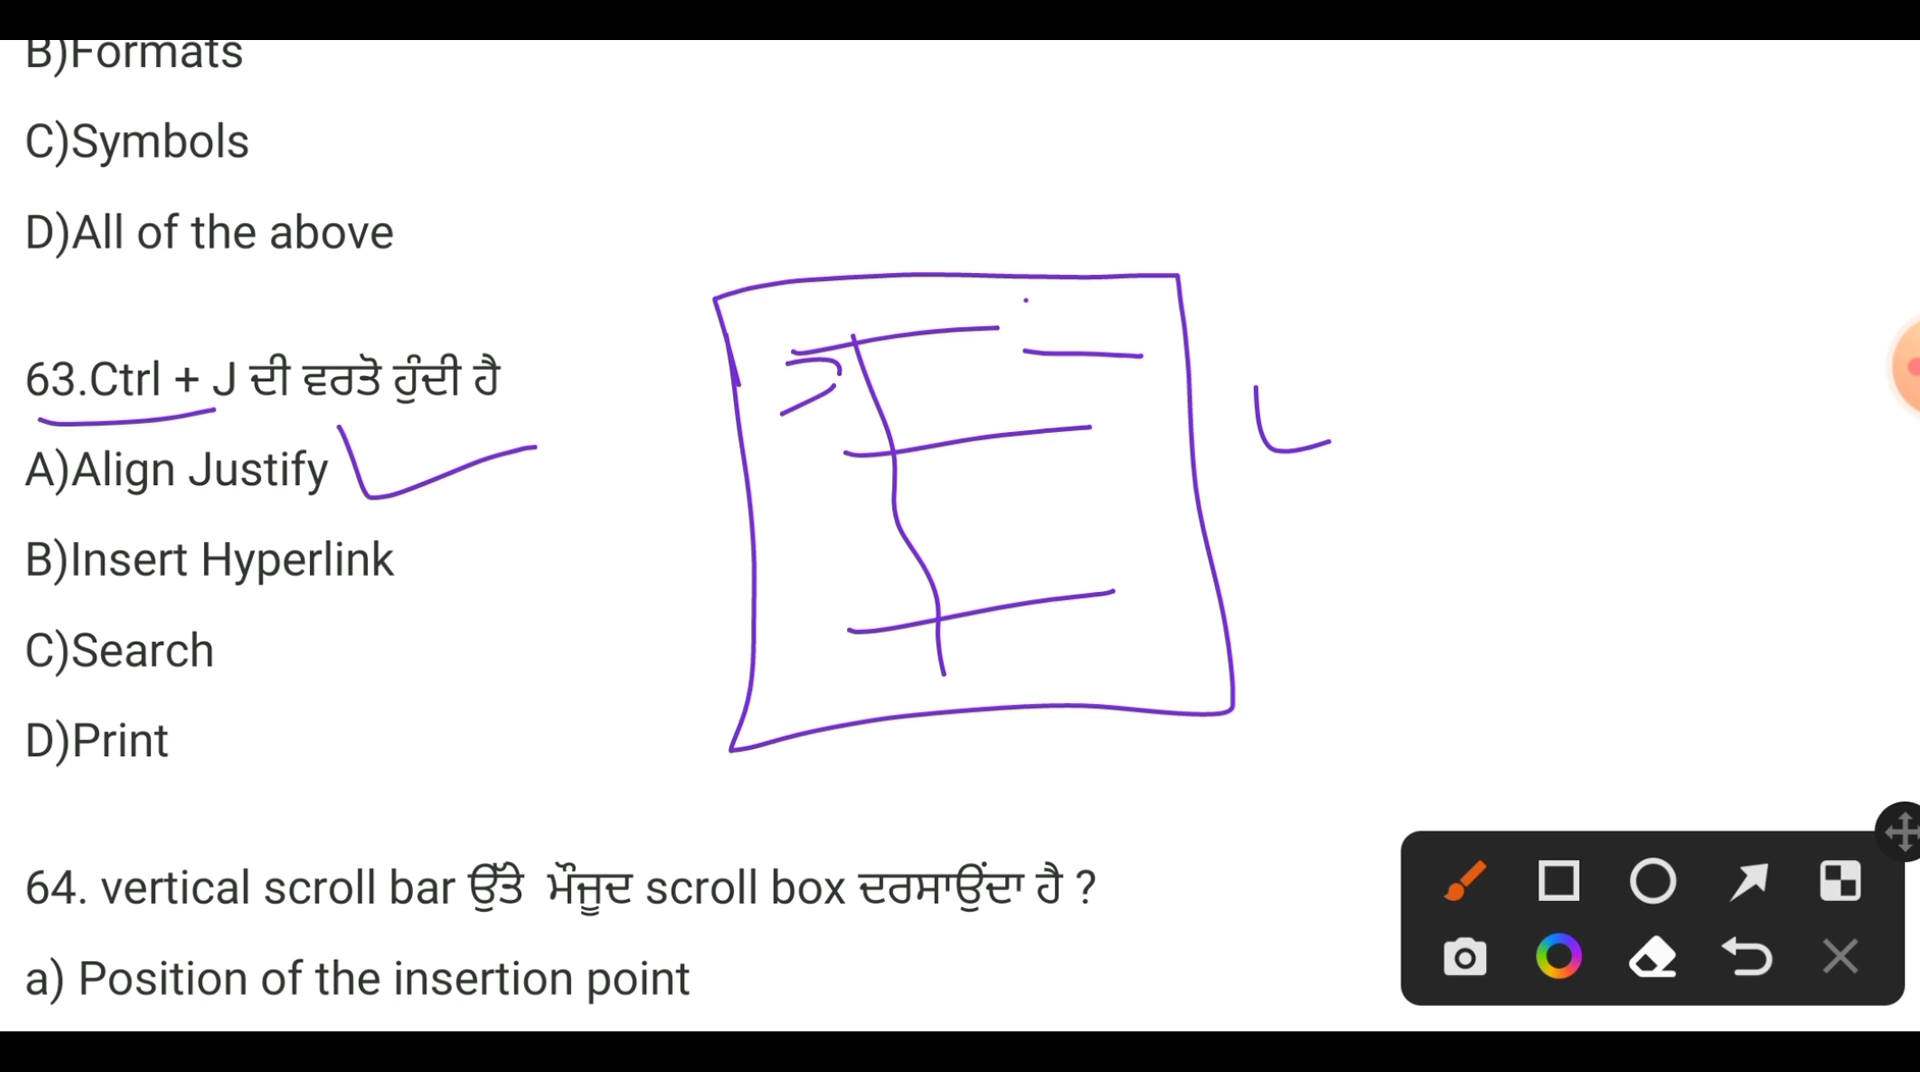 B)Formats
C)Symbols
D)All of the above
63.Ctrl + J ਦੀ ਵਰਤੋ ਹੁੰਦੀ ਹੈ
A)Align Justify
B)Insert Hyperlink
C)Search
D)Print
64. vertical scroll bar ਉੱਤੇ ਮੌਜੂਦ scroll box ਦਰਸਾਉਂਦਾ ਹੈ ?
a) Position of the insertion point